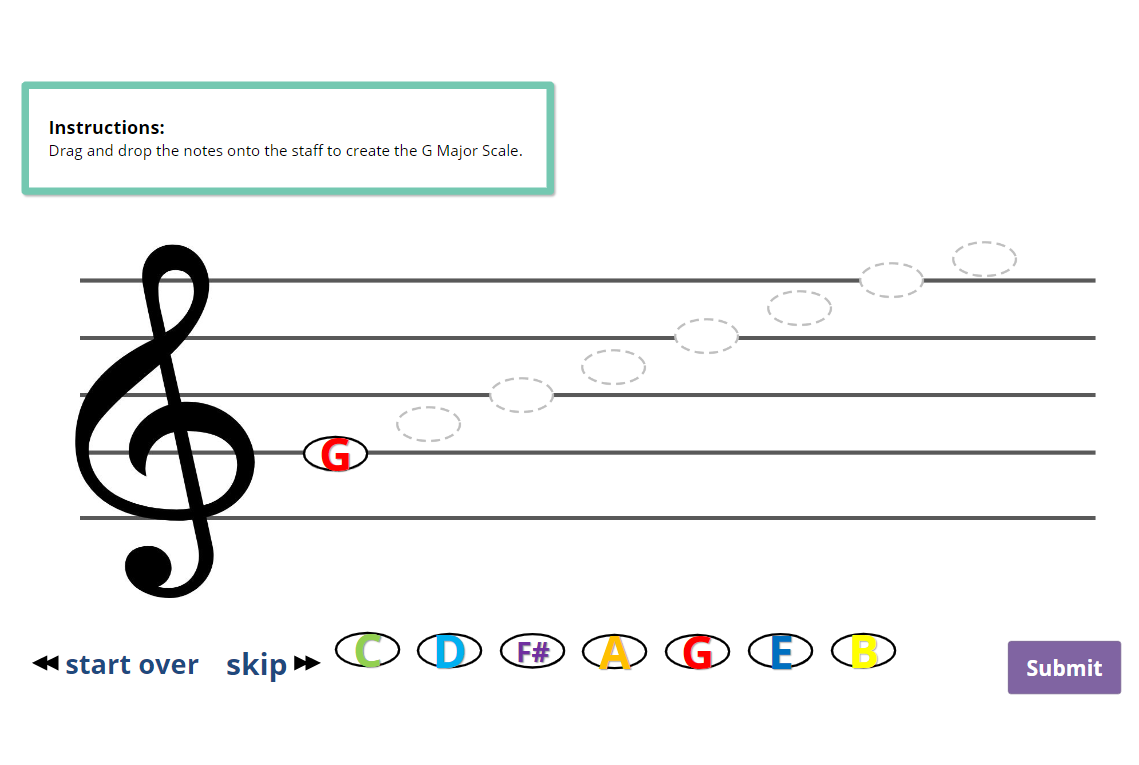 Instructions:
Drag and drop the notes onto the staff to create the G Major Scale.
G
start over skip C D F# A G E B Submit